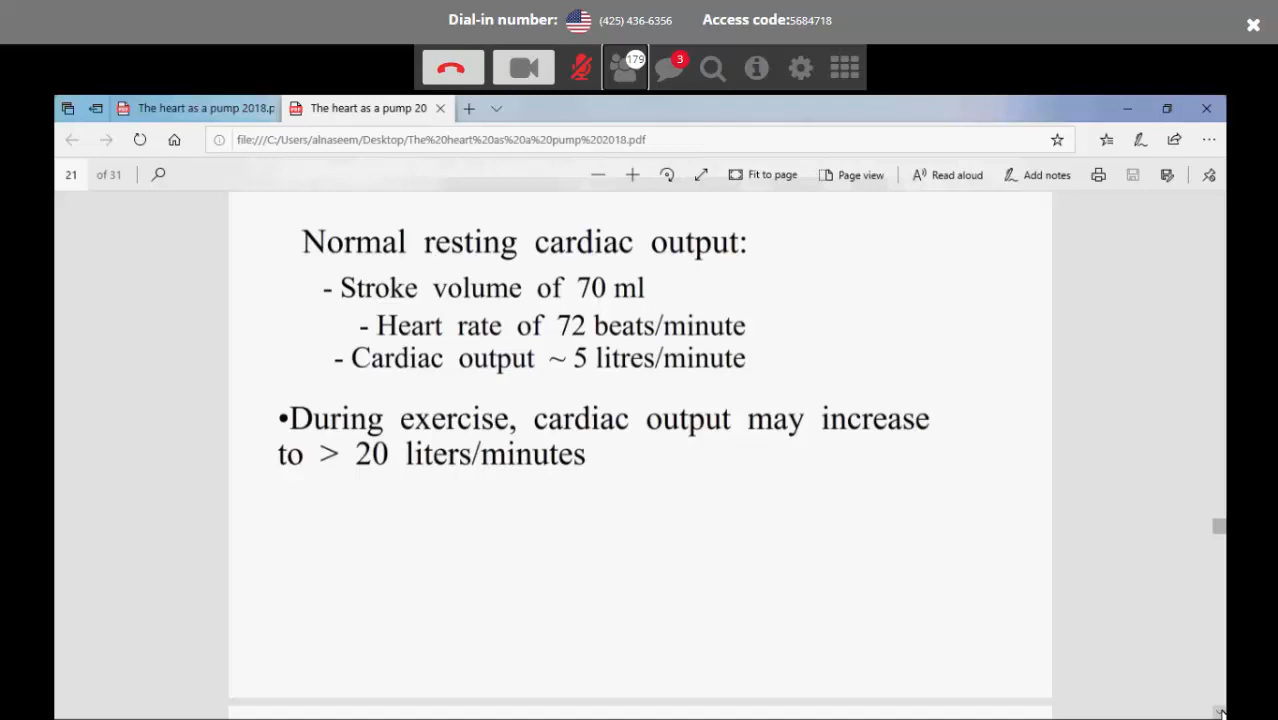 Dial-in number: (425) 436-6356 Access code:5684718
179 3
The heart as a pump 2018.p The heart as a pump 20
file:///C:/Users/alnaseem/Desktop/The%20heart%20as%20a%20pump%202018.pdf
21 of 31 Fit to page Page view Read aloud Add notes
Normal resting cardiac output:
- Stroke volume of 70 ml
- Heart rate of 72 beats/minute
- Cardiac output ~ 5 litres/minute
•During exercise, cardiac output may increase
to > 20 liters/minutes